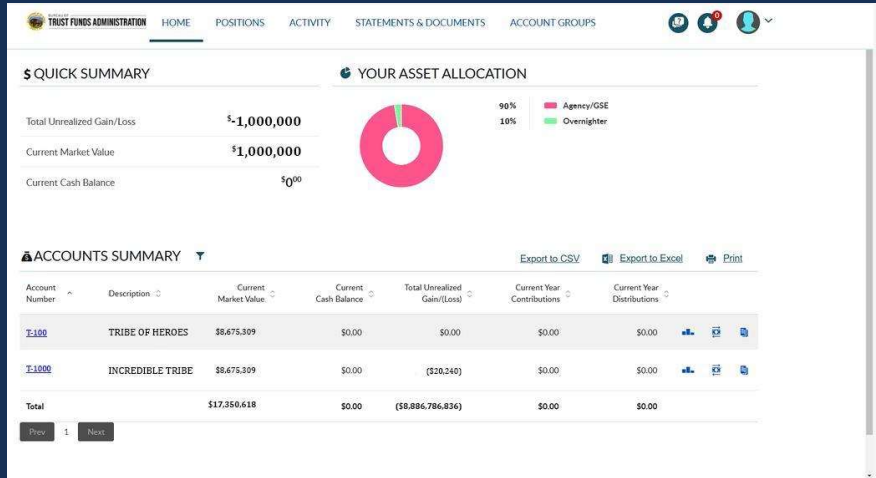 BUREAU OF
TRUST FUNDS ADMINISTRATION HOME POSITIONS ACTIVITY STATEMENTS & DOCUMENTS ACCOUNT GROUPS 0
$ QUICK SUMMARY
Total Unrealized Gain/Loss $-1,000,000
Current Market Value $1,000,000
Current Cash Balance $0 00
YOUR ASSET ALLOCATION
90% Agency/GSE
10% Overnighter
ACCOUNTS SUMMARY
Export to CSV Export to Excel Print
Account Number Description Current Market Value Current Cash Balance Total Unrealized Gain/(Loss) Current Year Contributions Current Year Distributions
T-100 TRIBE OF HEROES $8,675,309 $0.00 $0.00 $0.00 $0.00
T-1000 INCREDIBLE TRIBE $8,675,309 $0.00 ($20,240) $0.00 $0.00
Total $17,350,618 $0.00 ($8,886,786,836) $0.00 $0.00
Prev 1 Next